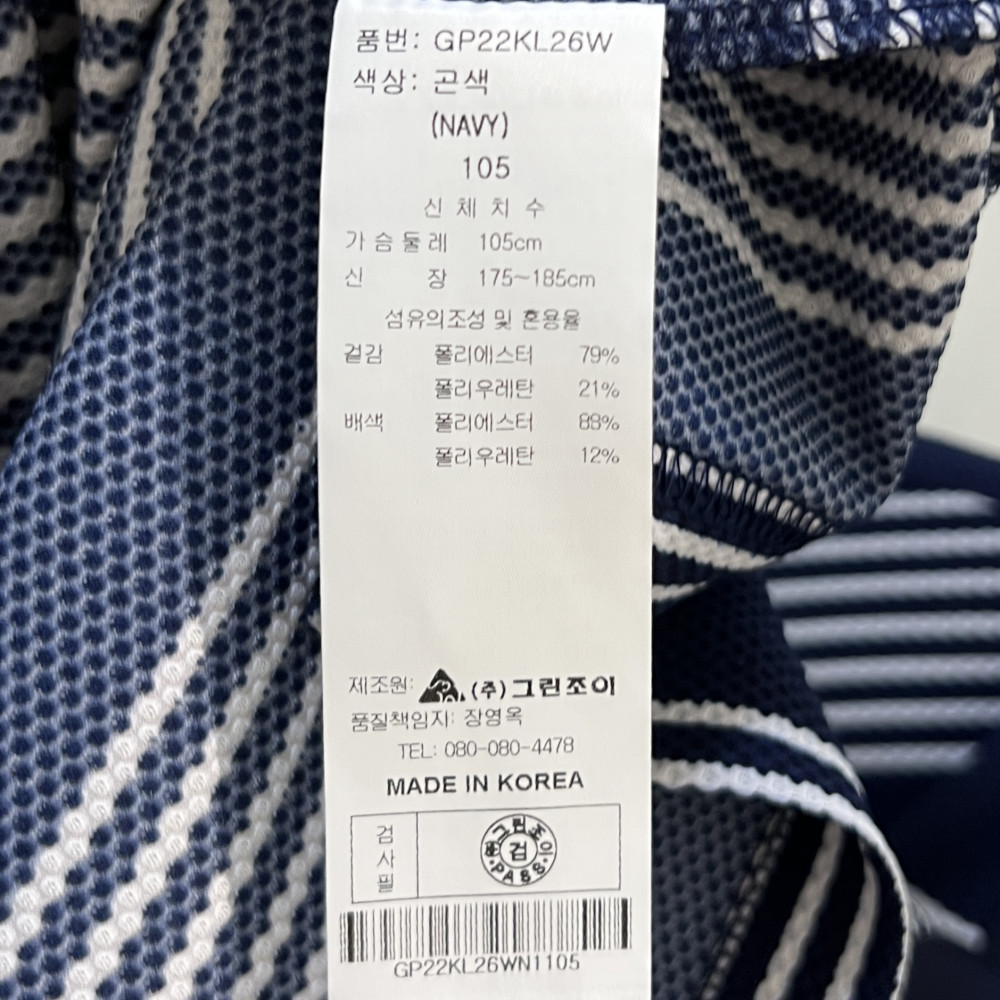 품번: GP22KL26W
색상: 곤색
(NAVY)
105
신 체 치 수
가슴둘레 105cm
신 장 175~185cm
섬유의조성 및 혼용율
겉감 폴리에스터 79%
폴리우레탄 21%
배색 폴리에스터 88%
폴리우레탄 12%
제조원: (주)그린조이
품질책임자: 장영옥
TEL: 080-080-4478
MADE IN KOREA
검사필
그린조이
검
PASS
GP22KL26WN1105